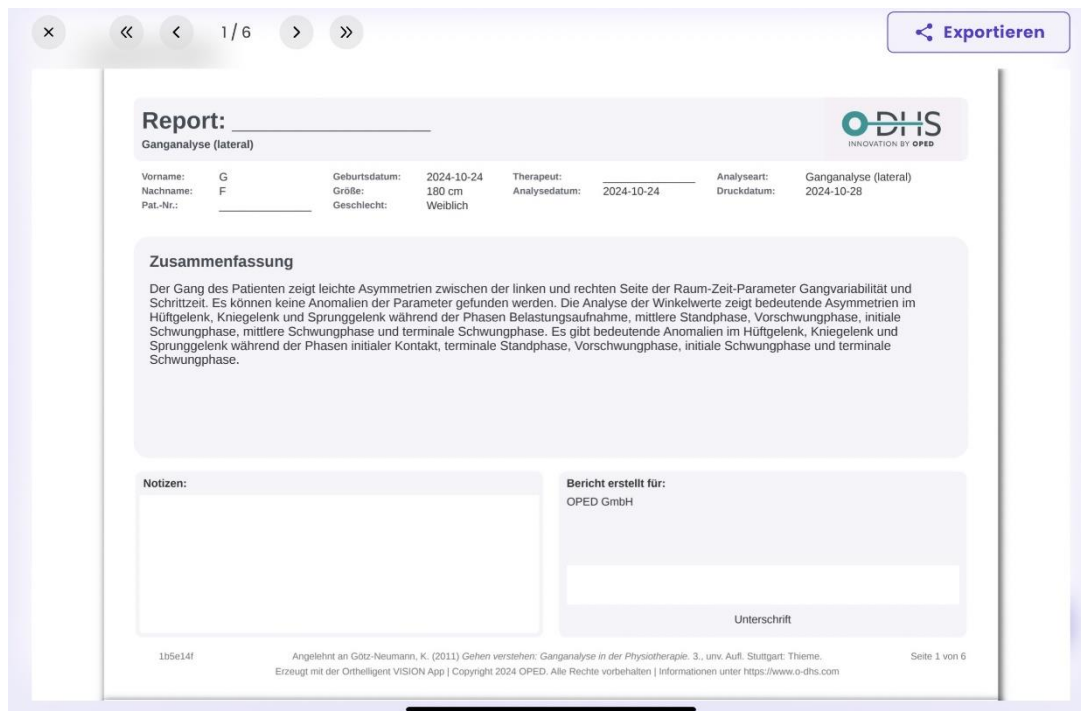 1 / 6
Exportieren
Report:
Ganganalyse (lateral)
O-DHS
INNOVATION BY OPED
Vorname: G Geburtsdatum: 2024-10-24 Therapeut: Analyseart: Ganganalyse (lateral)
Nachname: F Größe: 180 cm Analysedatum: 2024-10-24 Druckdatum: 2024-10-28
Pat.-Nr.: Geschlecht: Weiblich
Zusammenfassung
Der Gang des Patienten zeigt leichte Asymmetrien zwischen der linken und rechten Seite der Raum-Zeit-Parameter Gangvariabilität und
Schrittzeit. Es können keine Anomalien der Parameter gefunden werden. Die Analyse der Winkelwerte zeigt bedeutende Asymmetrien im
Hüftgelenk, Kniegelenk und Sprunggelenk während der Phasen Belastungsaufnahme, mittlere Standphase, Vorschwungphase, initiale
Schwungphase, mittlere Schwungphase und terminale Schwungphase. Es gibt bedeutende Anomalien im Hüftgelenk, Kniegelenk und
Sprunggelenk während der Phasen initialer Kontakt, terminale Standphase, Vorschwungphase, initiale Schwungphase und terminale
Schwungphase.
Notizen:
Bericht erstellt für:
OPED GmbH
Unterschrift
1b5e14f Angelehnt an Götz-Neumann, K. (2011) Gehen verstehen: Ganganalyse in der Physiotherapie. 3., unv. Aufl. Stuttgart: Thieme. Seite 1 von 6
Erzeugt mit der Orthelligent VISION App | Copyright 2024 OPED. Alle Rechte vorbehalten | Informationen unter https://www.o-dhs.com